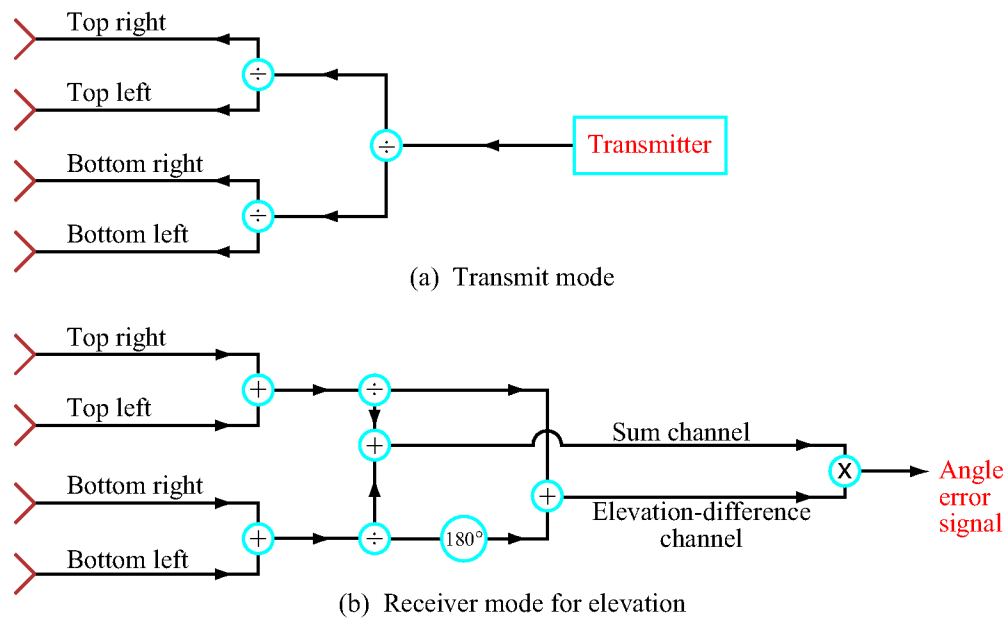 Top right
÷
Top left
÷
Transmitter
Bottom right
÷
Bottom left
(a) Transmit mode
Top right
+
÷
Top left
+
Sum channel
Bottom right
+
x
Angle
error
signal
Elevation-difference
channel
+
÷
180°
Bottom left
(b) Receiver mode for elevation